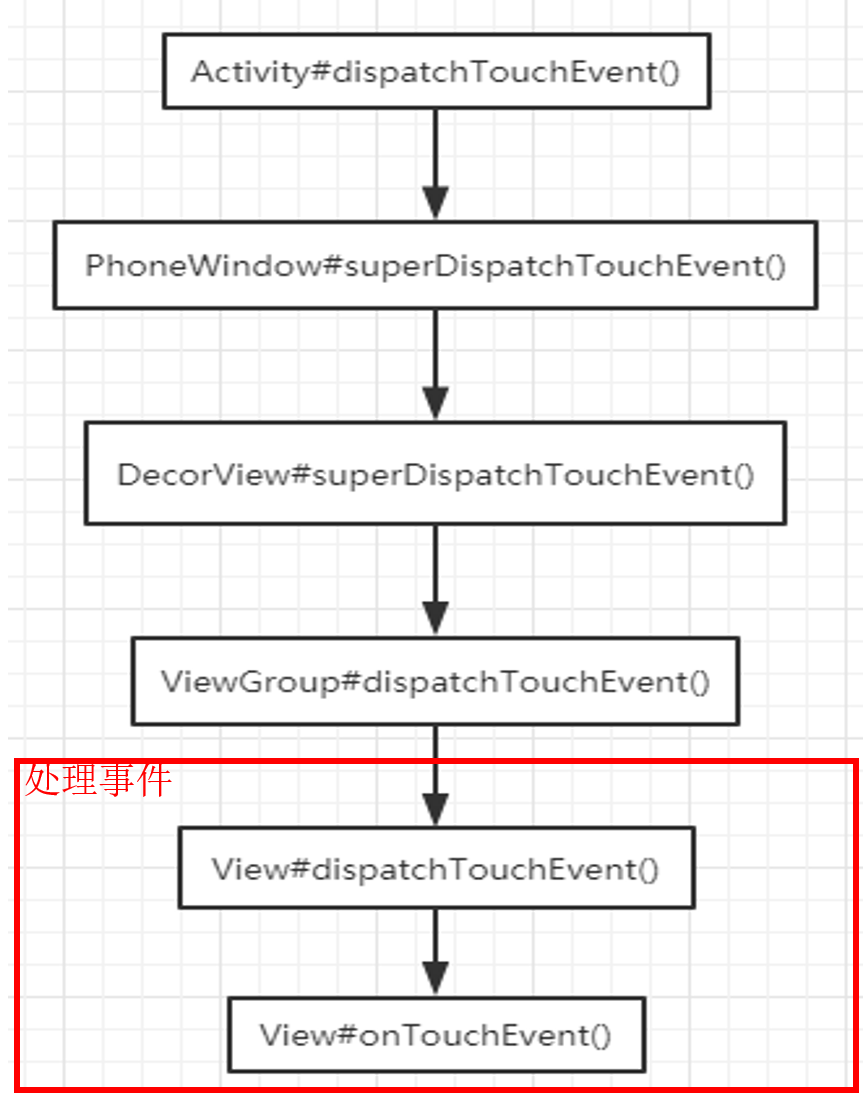 Activity#dispatchTouchEvent()
PhoneWindow#superDispatchTouchEvent()
DecorView#superDispatchTouchEvent()
ViewGroup#dispatchTouchEvent()
处理事件
View#dispatchTouchEvent()
View#onTouchEvent()